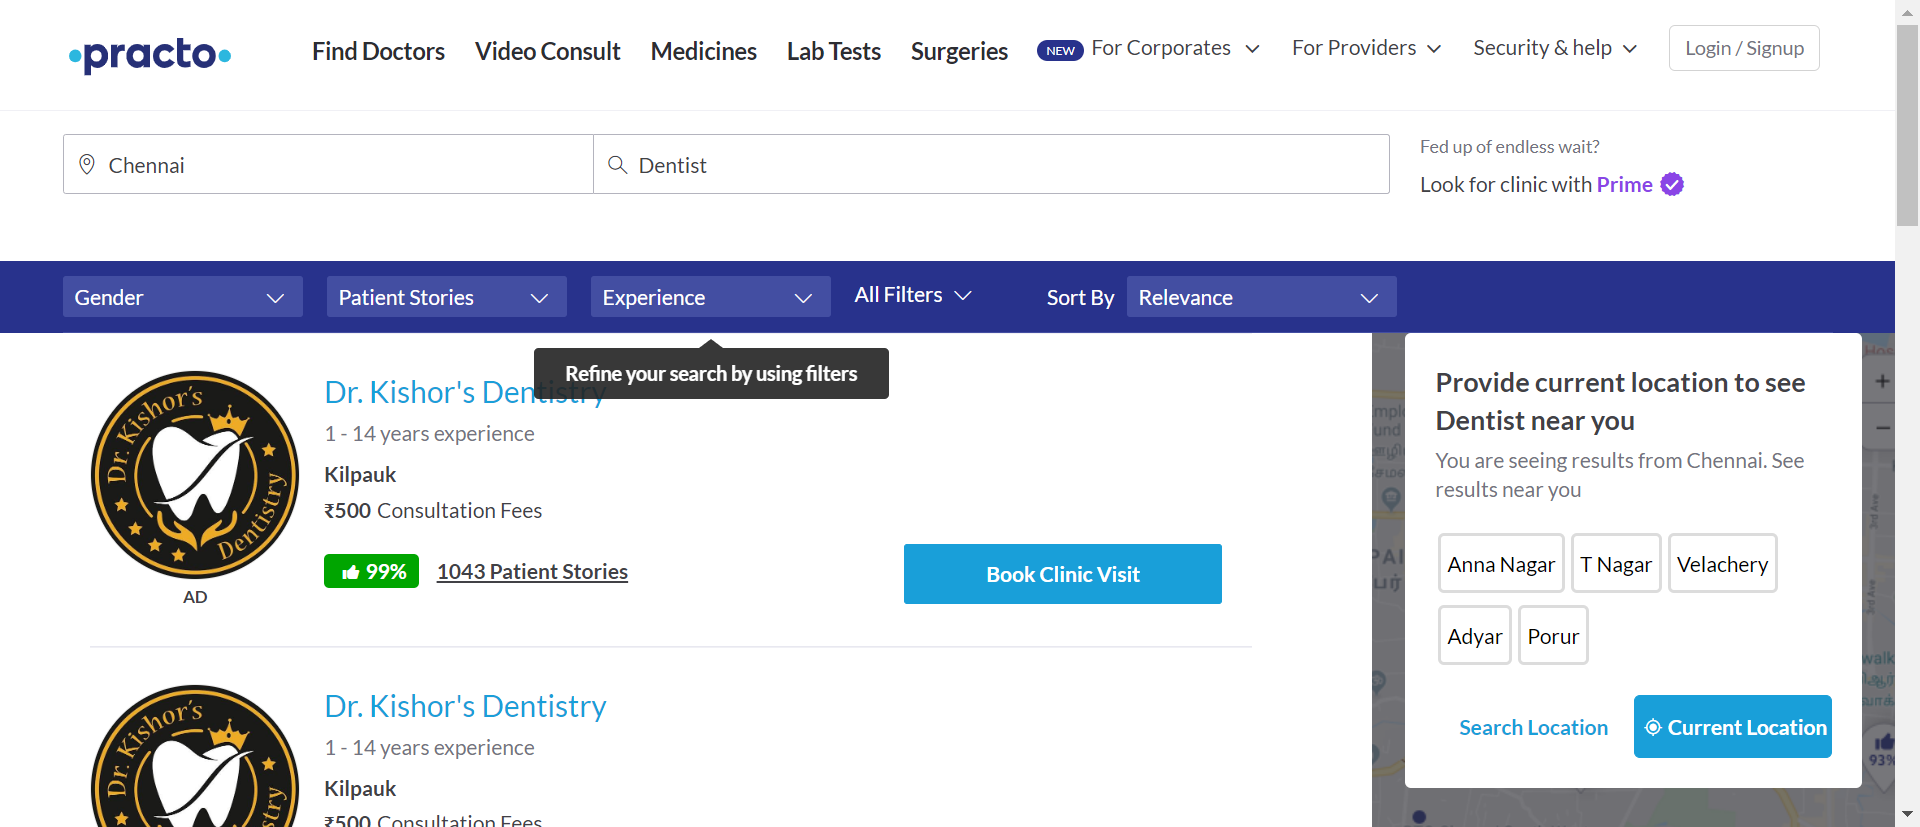 practo
Find Doctors
Video Consult
Medicines
Lab Tests
Surgeries
NEW For Corporates
For Providers
Security & help
Login / Signup
Chennai
Dentist
Fed up of endless wait?
Look for clinic with Prime
Gender
Patient Stories
Experience
All Filters
Sort By
Relevance
Refine your search by using filters
Dr. Kishor's Dentistry
Dr. Kishor's Dentistry
1 - 14 years experience
Kilpauk
₹500 Consultation Fees
99% 1043 Patient Stories
AD
Book Clinic Visit
Dr. Kishor's Dentistry
Dr. Kishor's
1 - 14 years experience
Kilpauk
₹500 Consultation Fees
Provide current location to see
Dentist near you
You are seeing results from Chennai. See
results near you
Anna Nagar
T Nagar
Velachery
Adyar
Porur
Search Location
Current Location
3rd Ave
3rd Ave
93%